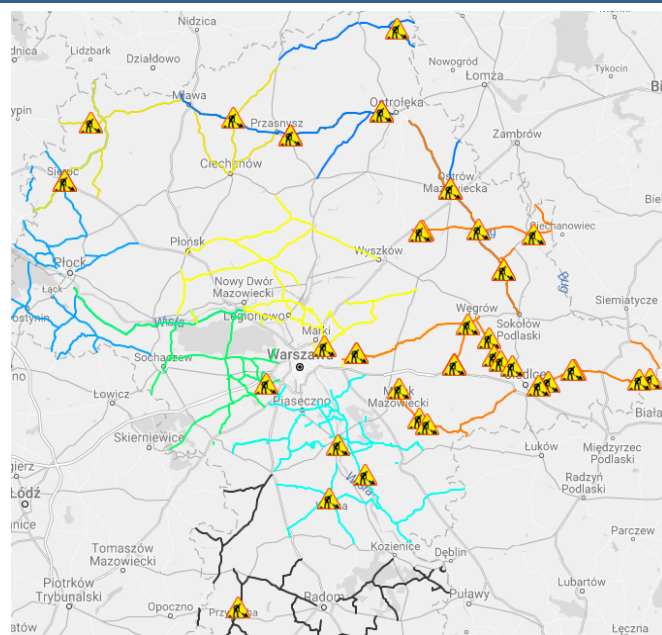 Nidzica
Lidzbark
Działdowo
Nowogród
Łomża
Tykocin
Mława
Przasnysz
Ostrołęka
Zambrów
Ciechanów
Ostrów
Mazowiecka
Ciechanowiec
Płońsk
Wyszków
Płock
Łąck
Nowy Dwór
Mazowiecki
Legionowo
Bug
Węgrów
Sokołów
Podlaski
Siemiatycze
Wisła
Marki
Sochaczew
Warszawa
Łowicz
Piaseczno
Mazowiecki
Skierniewice
Łuków
Międzyrzec
Podlaski
Radzyń
Podlaski
Łódź
Wisła
Kozienice
Dęblin
Parczew
Tomaszów
Mazowiecki
Piotrków
Trybunalski
Opoczno
Radom
Puławy
Lubartów
Łęczna